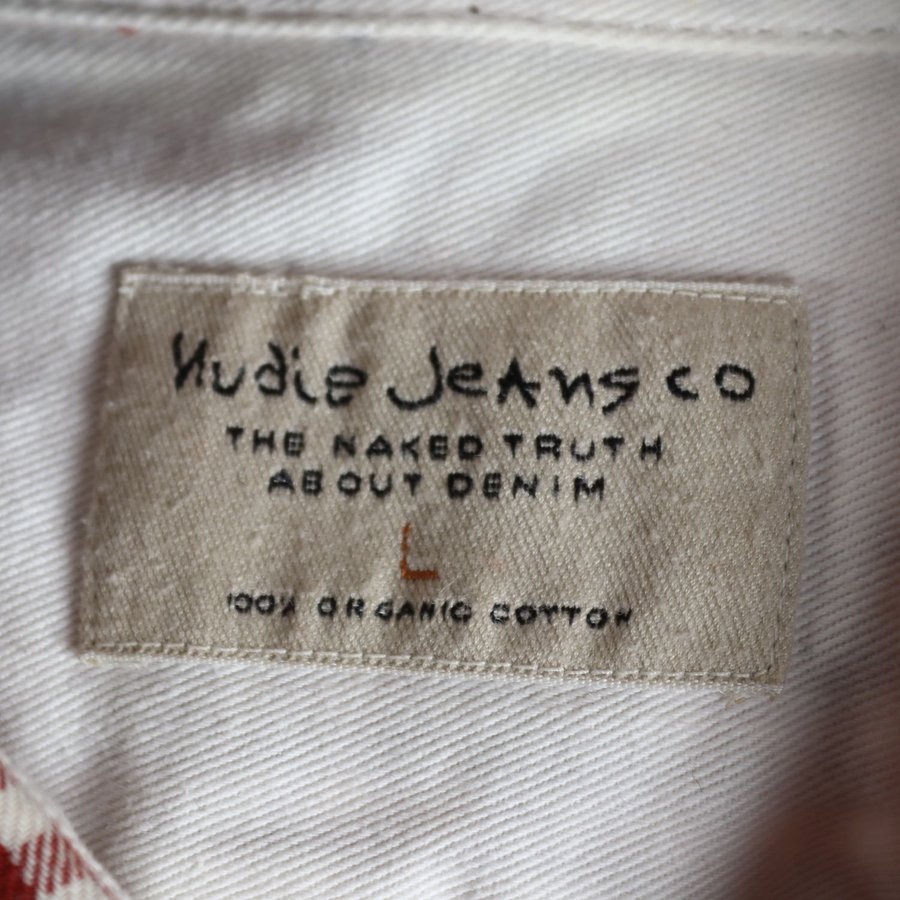 Nudie Jeans co
THE NAKED TRUTH
ABOUT DENIM
L
100% ORGANIC COTTON